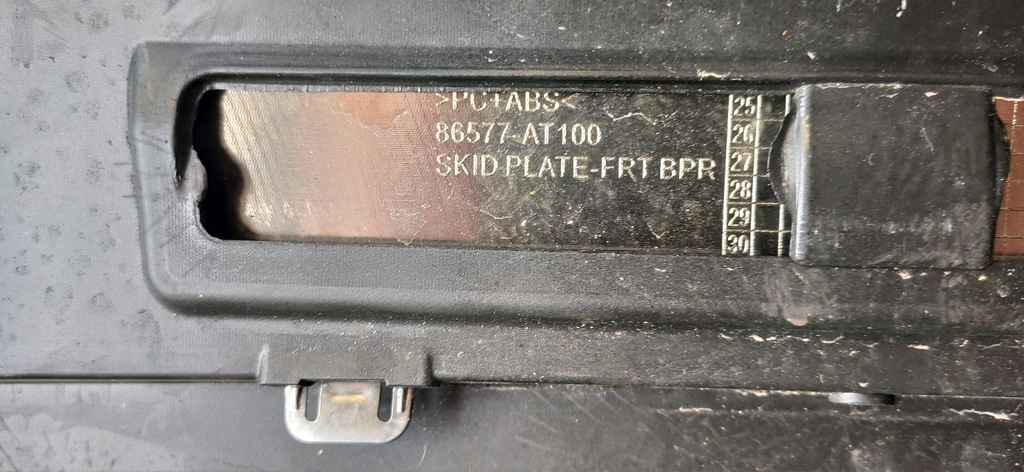 >PC+ABS<
86577-AT100
SKID PLATE-FRT BPR
25
26
27
28
29
30